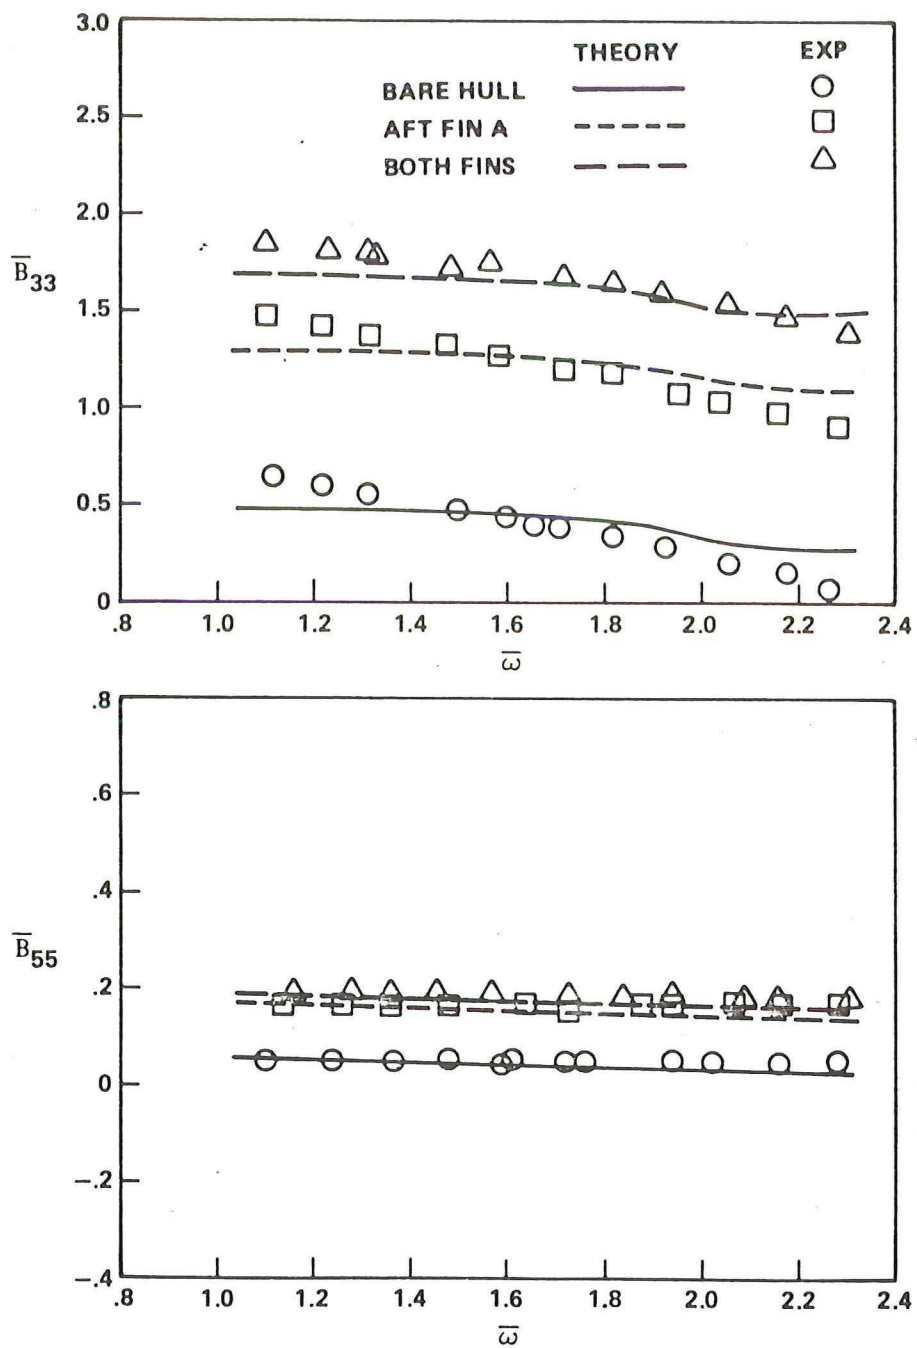 3.0
THEORY EXP
BARE HULL
2.5
AFT FIN A
BOTH FINS
2.0
B̅33
1.5
1.0
0.5
0
.8 1.0 1.2 1.4 1.6 1.8 2.0 2.2 2.4
ω̅
.8
.6
.4
B̅55
.2
0
−.2
−.4
.8 1.0 1.2 1.4 1.6 1.8 2.0 2.2 2.4
ω̅